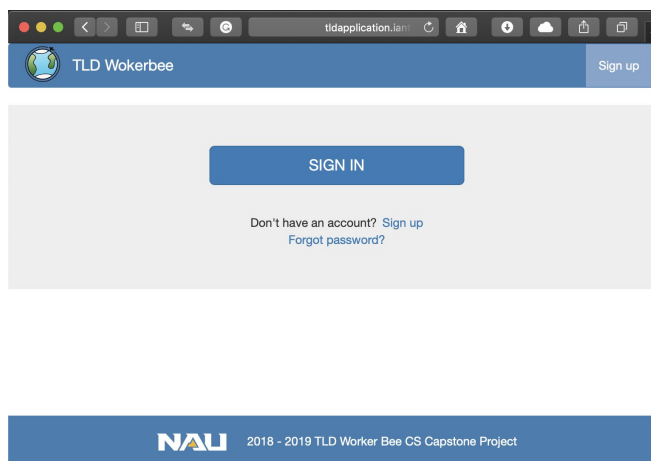 tldapplication.iant
TLD Wokerbee
Sign up
SIGN IN
Don't have an account? Sign up
Forgot password?
NAU 2018 - 2019 TLD Worker Bee CS Capstone Project